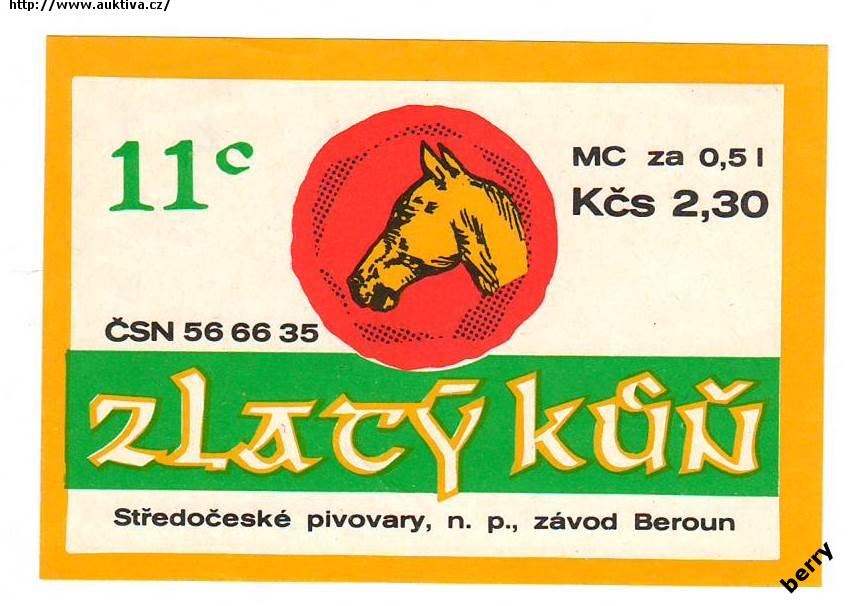 http://www.auktiva.cz/
11°
MC za 0,5 l
Kčs 2,30
ČSN 56 66 35
zlatý kůň
Středočeské pivovary, n. p., závod Beroun
berry